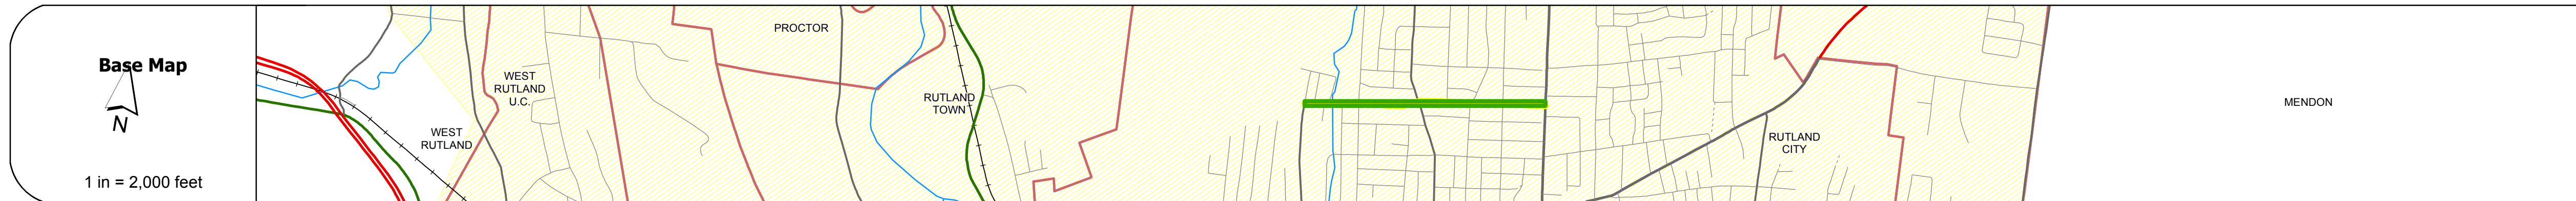 Base Map
N
1 in = 2,000 feet
WEST
RUTLAND
WEST
RUTLAND
U.C.
PROCTOR
RUTLAND
TOWN
RUTLAND
CITY
MENDON